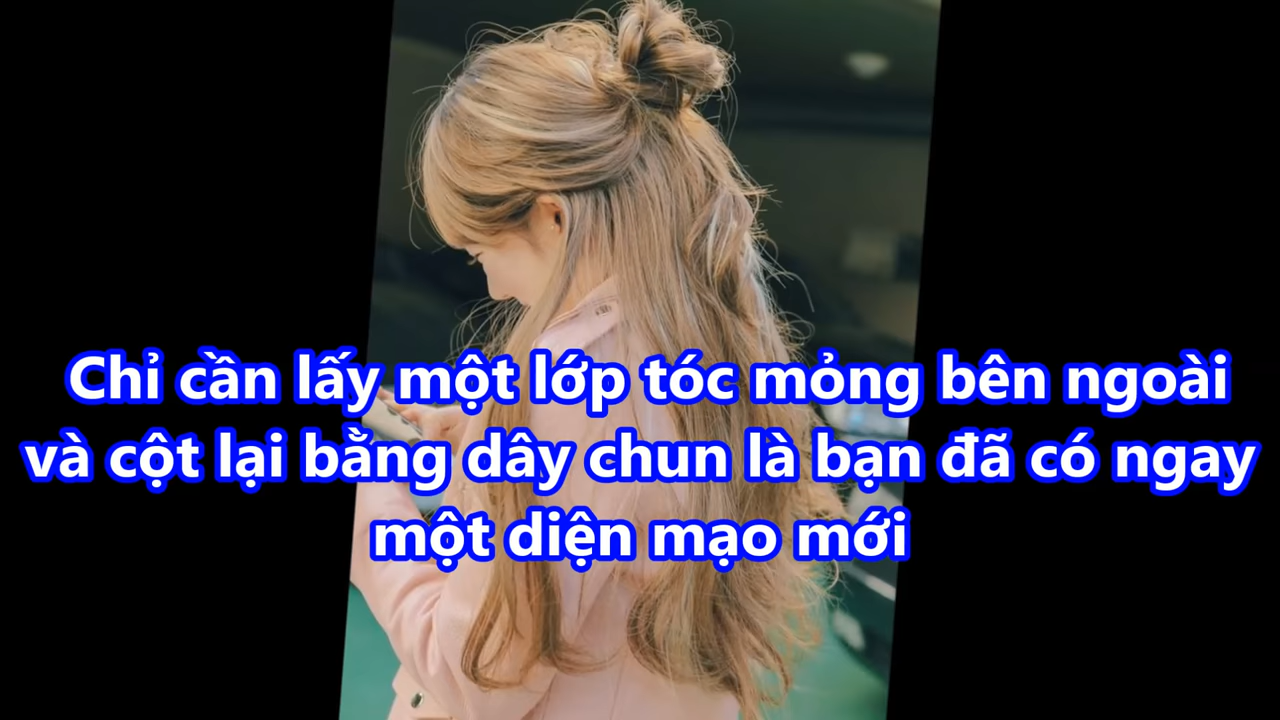 Chỉ cần lấy một lớp tóc mỏng bên ngoài
và cột lại bằng dây chun là bạn đã có ngay
một diện mạo mới